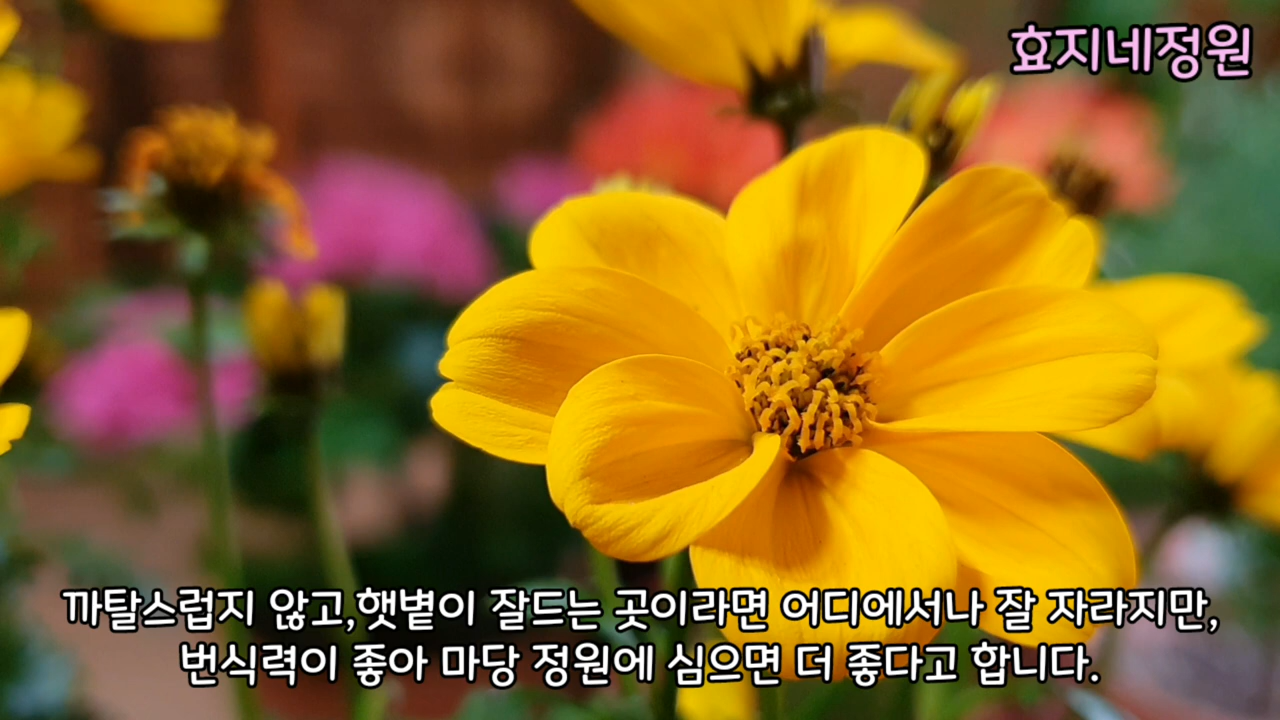 효지네정원
까탈스럽지 않고,햇볕이 잘드는 곳이라면 어디에서나 잘 자라지만,
번식력이 좋아 마당 정원에 심으면 더 좋다고 합니다.